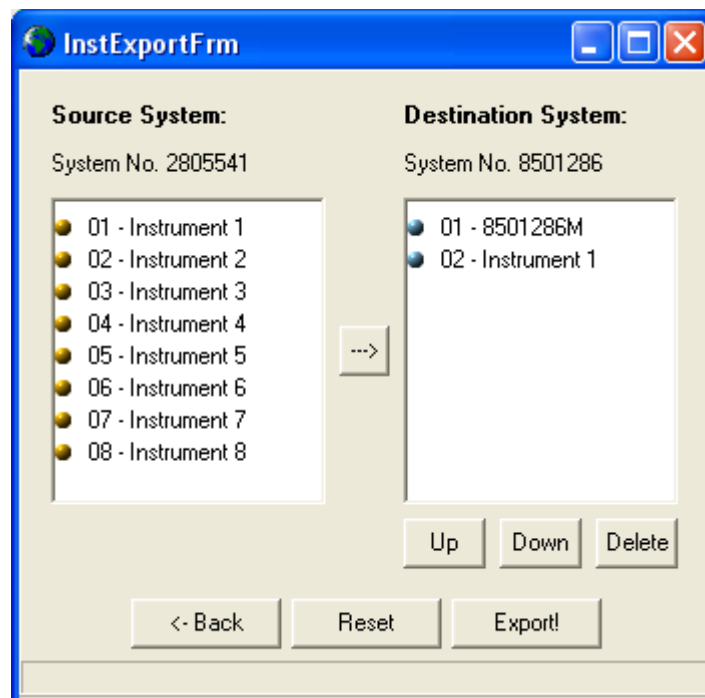 InstExportFrm
Source System:
System No. 2805541
01 - Instrument 1
02 - Instrument 2
03 - Instrument 3
04 - Instrument 4
05 - Instrument 5
06 - Instrument 6
07 - Instrument 7
08 - Instrument 8
--->
Destination System:
System No. 8501286
01 - 8501286M
02 - Instrument 1
Up Down Delete
<- Back Reset Export!